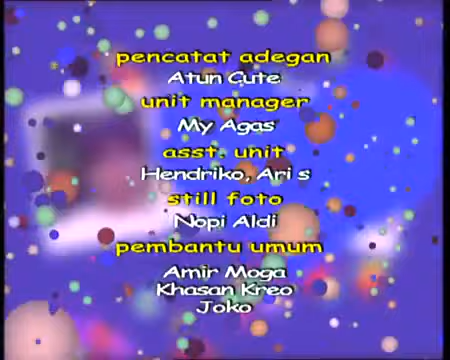 pencatat adegan
Atun Cute
unit manager
My Agas
asst. unit
Hendriko, Ari s
still foto
Nopi Aldi
pembantu umum
Amir Moga
Khasan Kreo
Joko